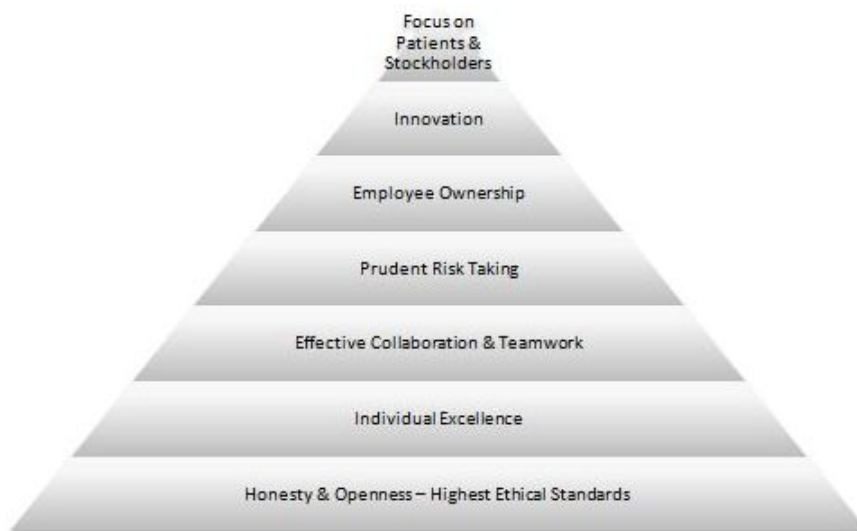 Focus on
Patients &
Stockholders
Innovation
Employee Ownership
Prudent Risk Taking
Effective Collaboration & Teamwork
Individual Excellence
Honesty & Openness – Highest Ethical Standards